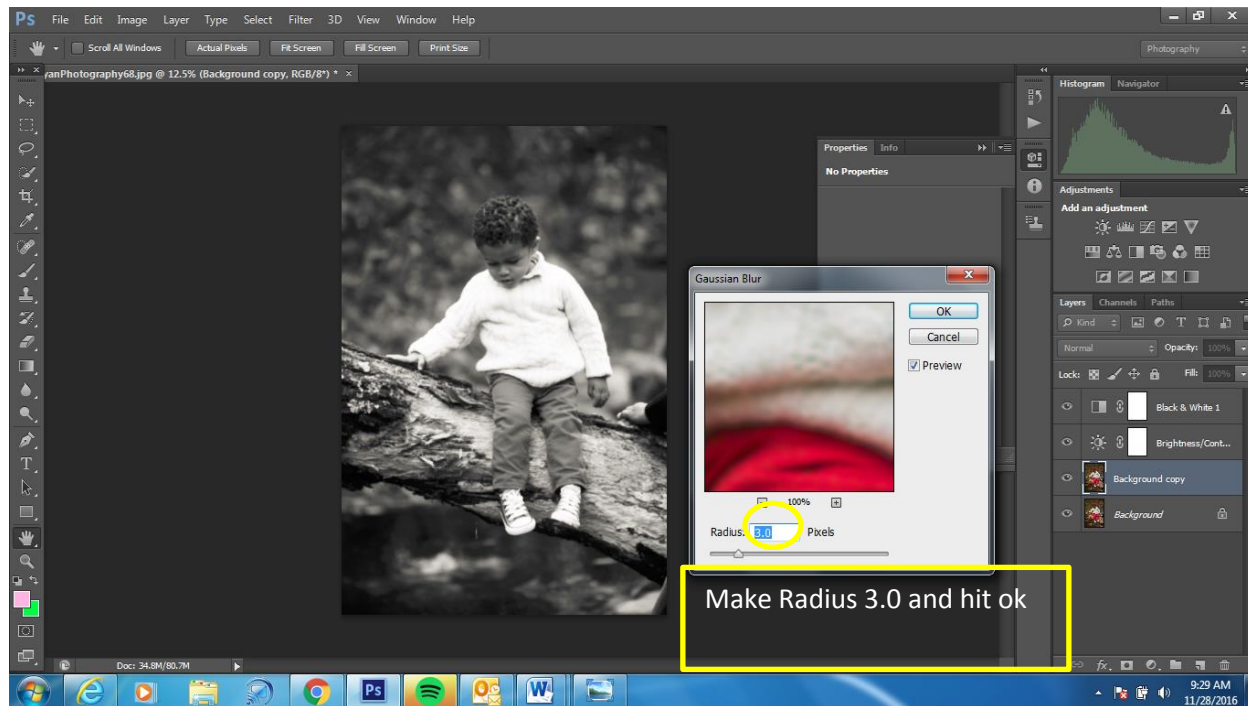 Ps File Edit Image Layer Type Select Filter 3D View Window Help
Scroll All Windows Actual Pixels Fit Screen Fill Screen Print Size Photography
yanPhotography68.jpg @ 12.5% (Background copy, RGB/8*) * ×
Histogram Navigator
Properties Info
No Properties
Adjustments
Add an adjustment
Gaussian Blur
OK
Cancel
Preview
100%
Radius: 3.0 Pixels
Layers Channels Paths
Kind
Normal Opacity: 100%
Lock: Fill: 100%
Black & White 1
Brightness/Cont...
Background copy
Background
Make Radius 3.0 and hit ok
Doc: 34.8M/80.7M
fx.
Ps
W
9:29 AM
11/28/2016